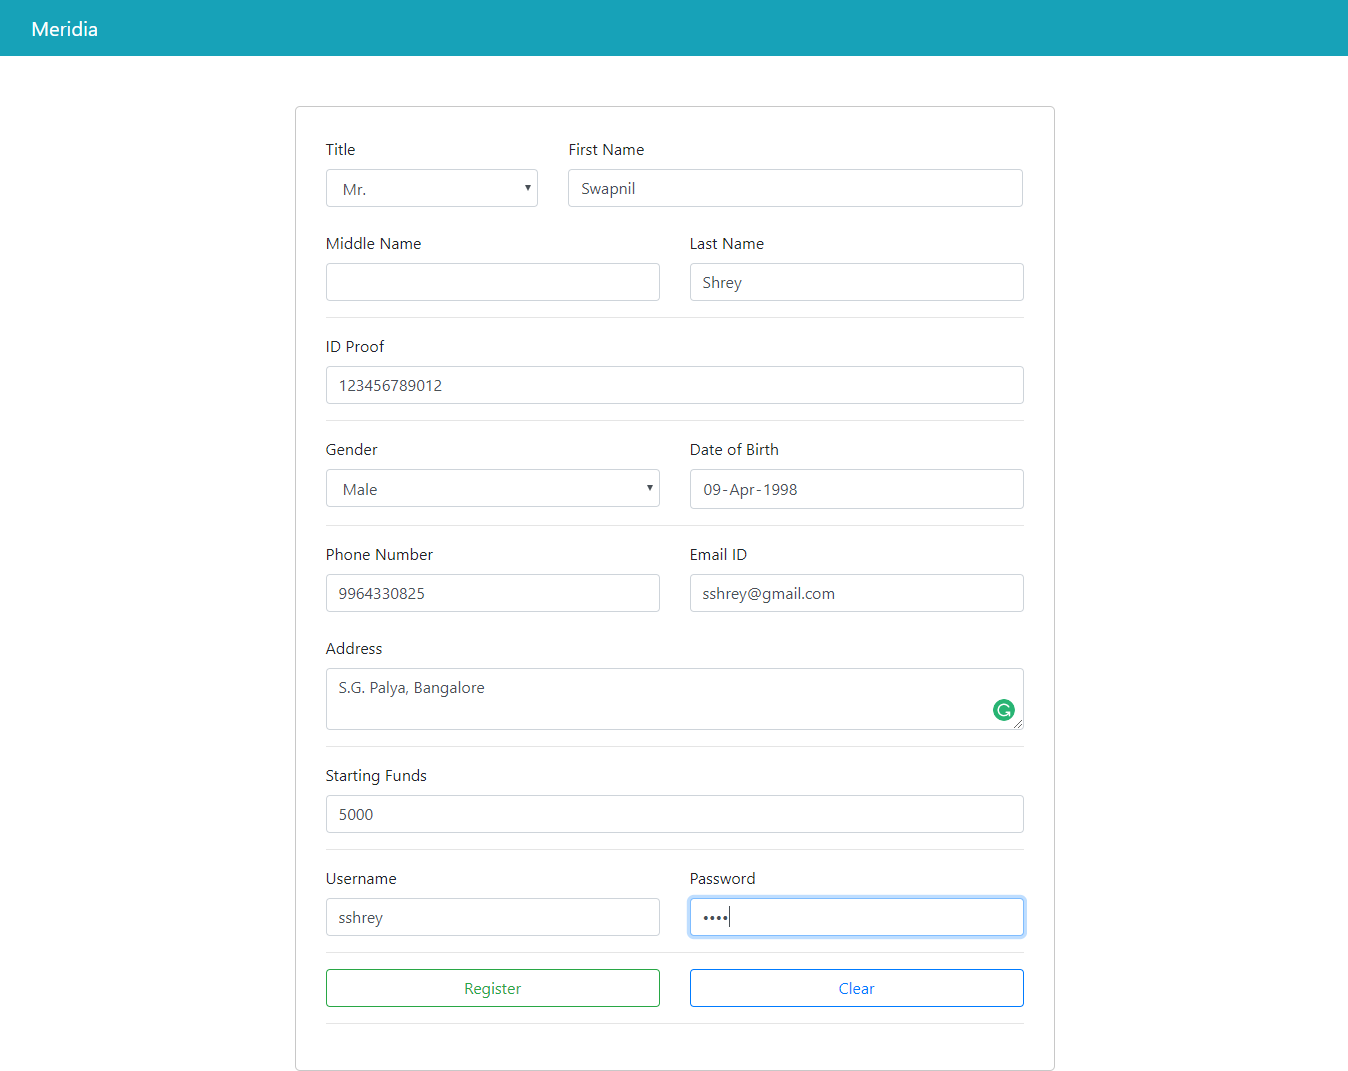 Meridia
Title First Name
Mr. Swapnil
Middle Name Last Name
Shrey
ID Proof
123456789012
Gender Date of Birth
Male 09-Apr-1998
Phone Number Email ID
9964330825 sshrey@gmail.com
Address
S.G. Palya, Bangalore
Starting Funds
5000
Username Password
sshrey ••••
Register Clear